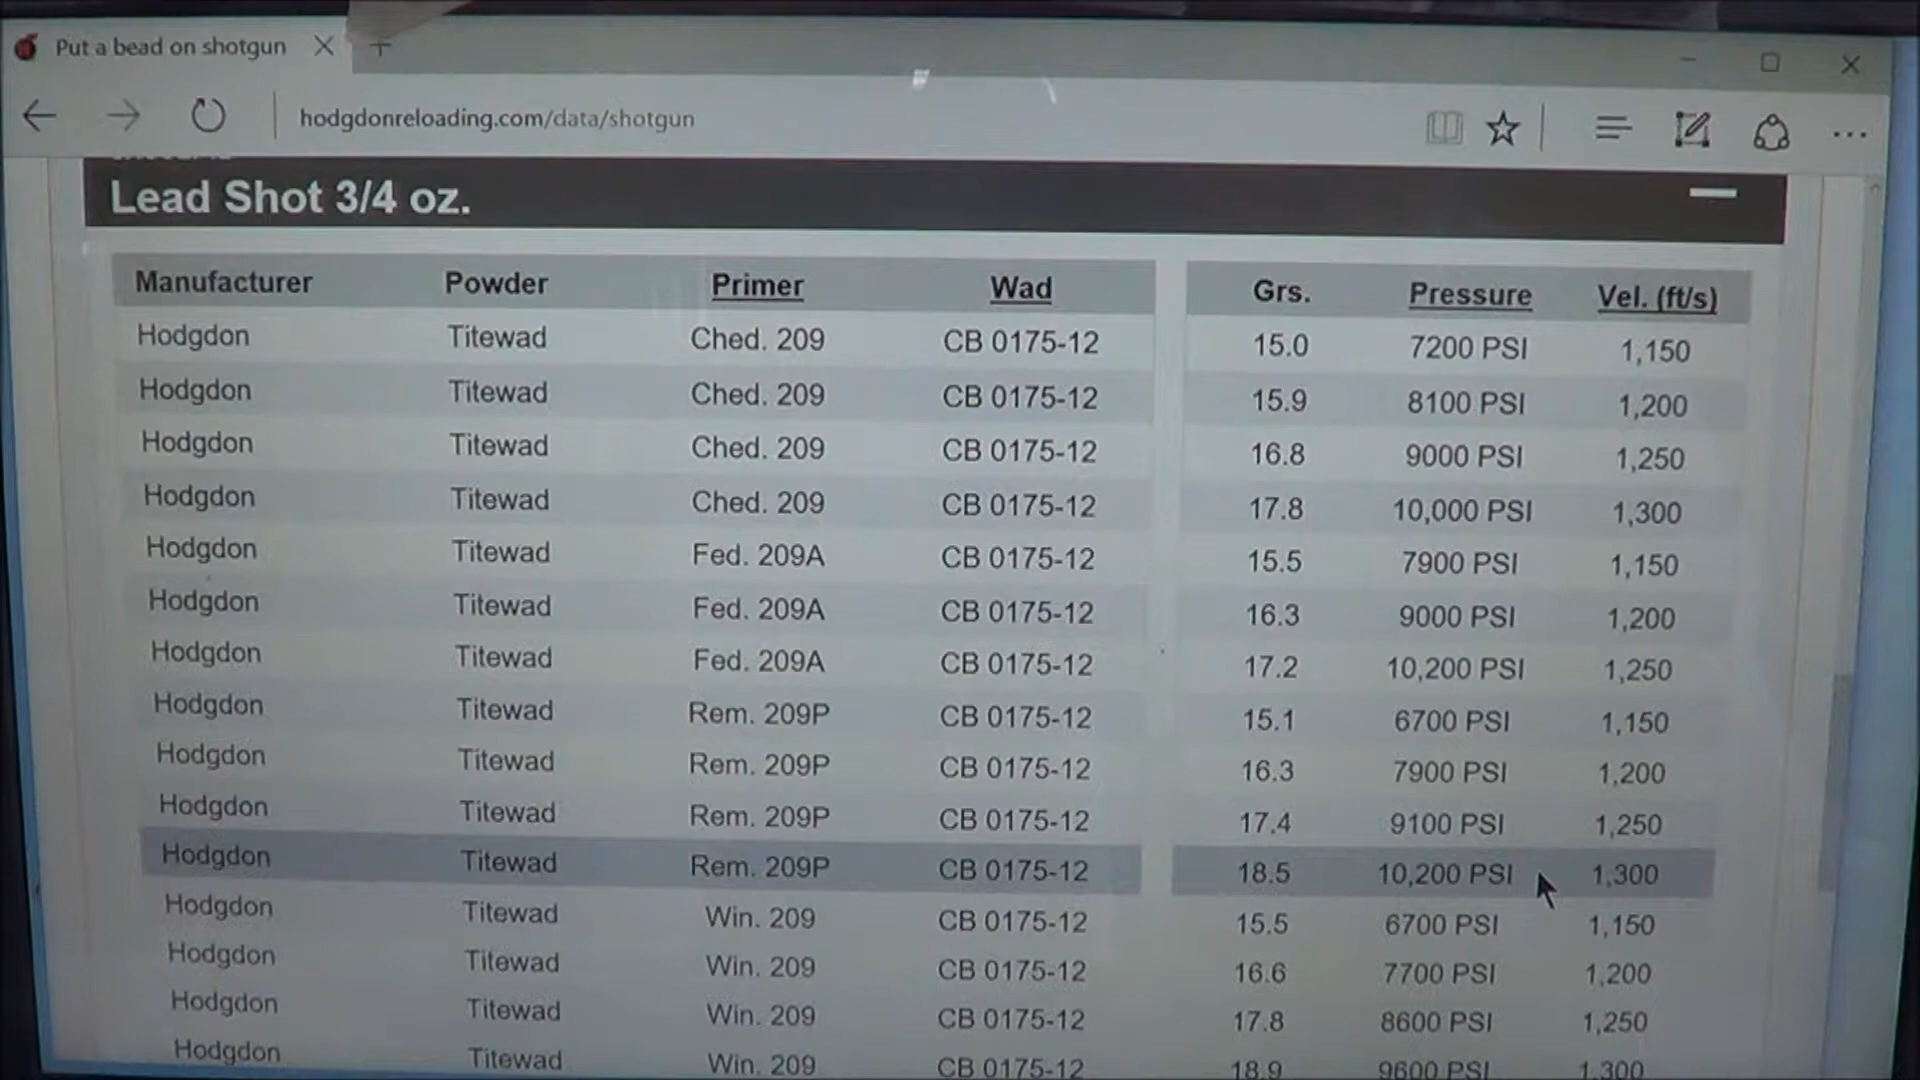 Put a bead on shotgun
hodgdonreloading.com/data/shotgun
Lead Shot 3/4 oz.
Manufacturer Powder Primer Wad Grs. Pressure Vel. (ft/s)
Hodgdon Titewad Ched. 209 CB 0175-12 15.0 7200 PSI 1,150
Hodgdon Titewad Ched. 209 CB 0175-12 15.9 8100 PSI 1,200
Hodgdon Titewad Ched. 209 CB 0175-12 16.8 9000 PSI 1,250
Hodgdon Titewad Ched. 209 CB 0175-12 17.8 10,000 PSI 1,300
Hodgdon Titewad Fed. 209A CB 0175-12 15.5 7900 PSI 1,150
Hodgdon Titewad Fed. 209A CB 0175-12 16.3 9000 PSI 1,200
Hodgdon Titewad Fed. 209A CB 0175-12 17.2 10,200 PSI 1,250
Hodgdon Titewad Rem. 209P CB 0175-12 15.1 6700 PSI 1,150
Hodgdon Titewad Rem. 209P CB 0175-12 16.3 7900 PSI 1,200
Hodgdon Titewad Rem. 209P CB 0175-12 17.4 9100 PSI 1,250
Hodgdon Titewad Rem. 209P CB 0175-12 18.5 10,200 PSI 1,300
Hodgdon Titewad Win. 209 CB 0175-12 15.5 6700 PSI 1,150
Hodgdon Titewad Win. 209 CB 0175-12 16.6 7700 PSI 1,200
Hodgdon Titewad Win. 209 CB 0175-12 17.8 8600 PSI 1,250
Hodgdon Titewad Win. 209 CB 0175-12 18.9 9600 PSI 1,300